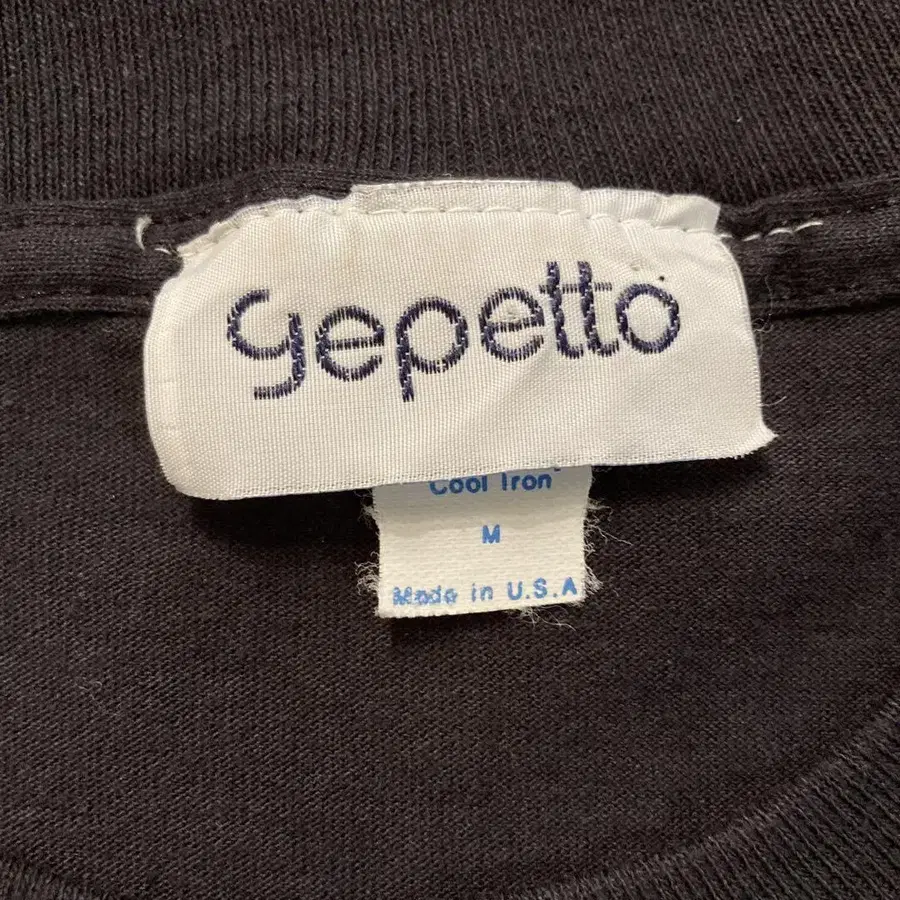 gepetto
Cool Iron
M
Made in U.S.A